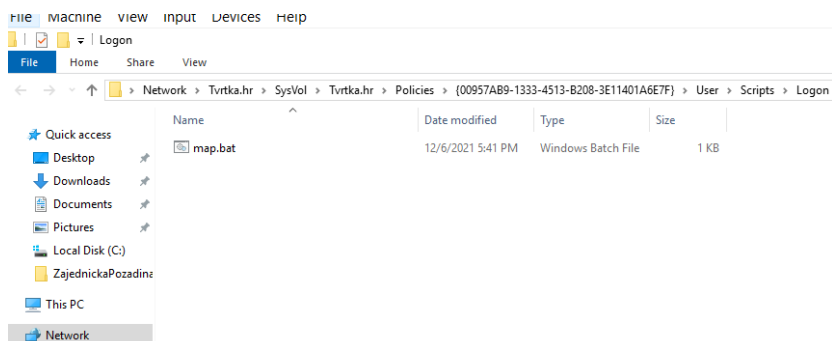 File Machine View Input Devices Help
Logon
File Home Share View
Network > Tvrtka.hr > SysVol > Tvrtka.hr > Policies > {00957AB9-1333-4513-B208-3E11401A6E7F} > User > Scripts > Logon
Name Date modified Type Size
Quick access
map.bat 12/6/2021 5:41 PM Windows Batch File 1 KB
Desktop
Downloads
Documents
Pictures
Local Disk (C:)
ZajednickaPozadina
This PC
Network